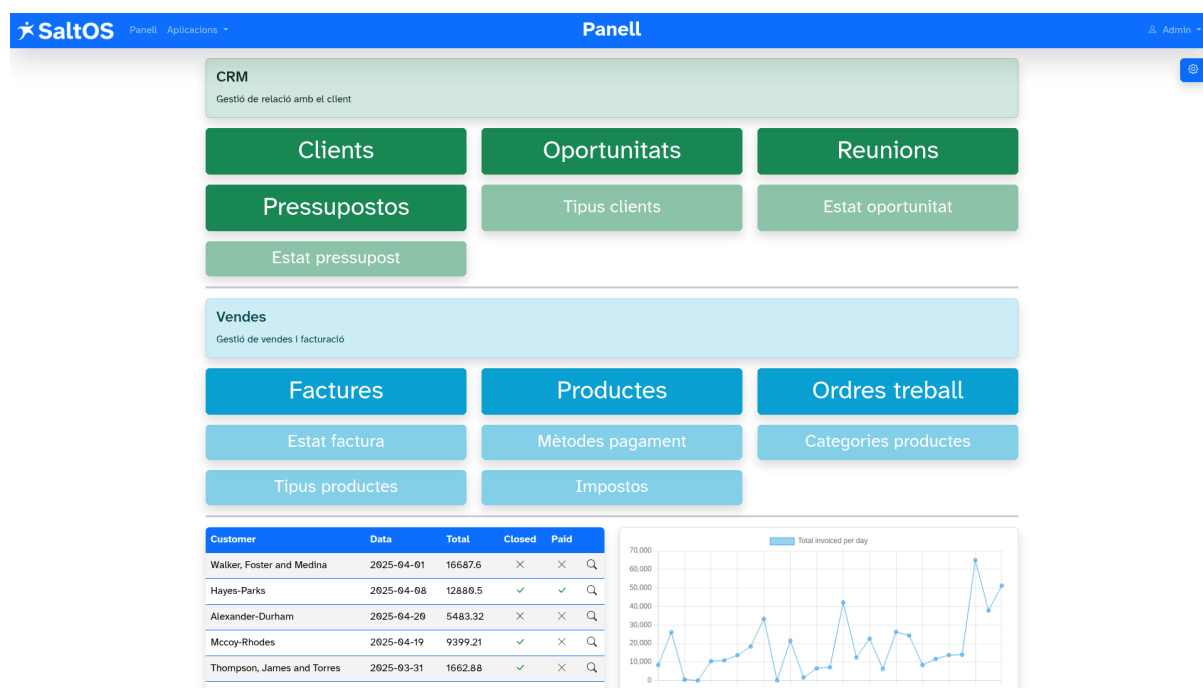 SaltOS Panell Aplicacions Panell Admin
CRM
Gestió de relació amb el client
Clients Oportunitats Reunions
Pressupostos Tipus clients Estat oportunitat
Estat pressupost
Vendes
Gestió de vendes i facturació
Factures Productes Ordres treball
Estat factura Mètodes pagament Categories productes
Tipus productes Impostos
Customer Data Total Closed Paid
Walker, Foster and Medina 2025-04-01 16687.6
Hayes-Parks 2025-04-08 12880.5
Alexander-Durham 2025-04-20 5483.32
Mccoy-Rhodes 2025-04-19 9399.21
Thompson, James and Torres 2025-03-31 1662.88
Total invoiced per day
70,000
60,000
50,000
40,000
30,000
20,000
10,000
0